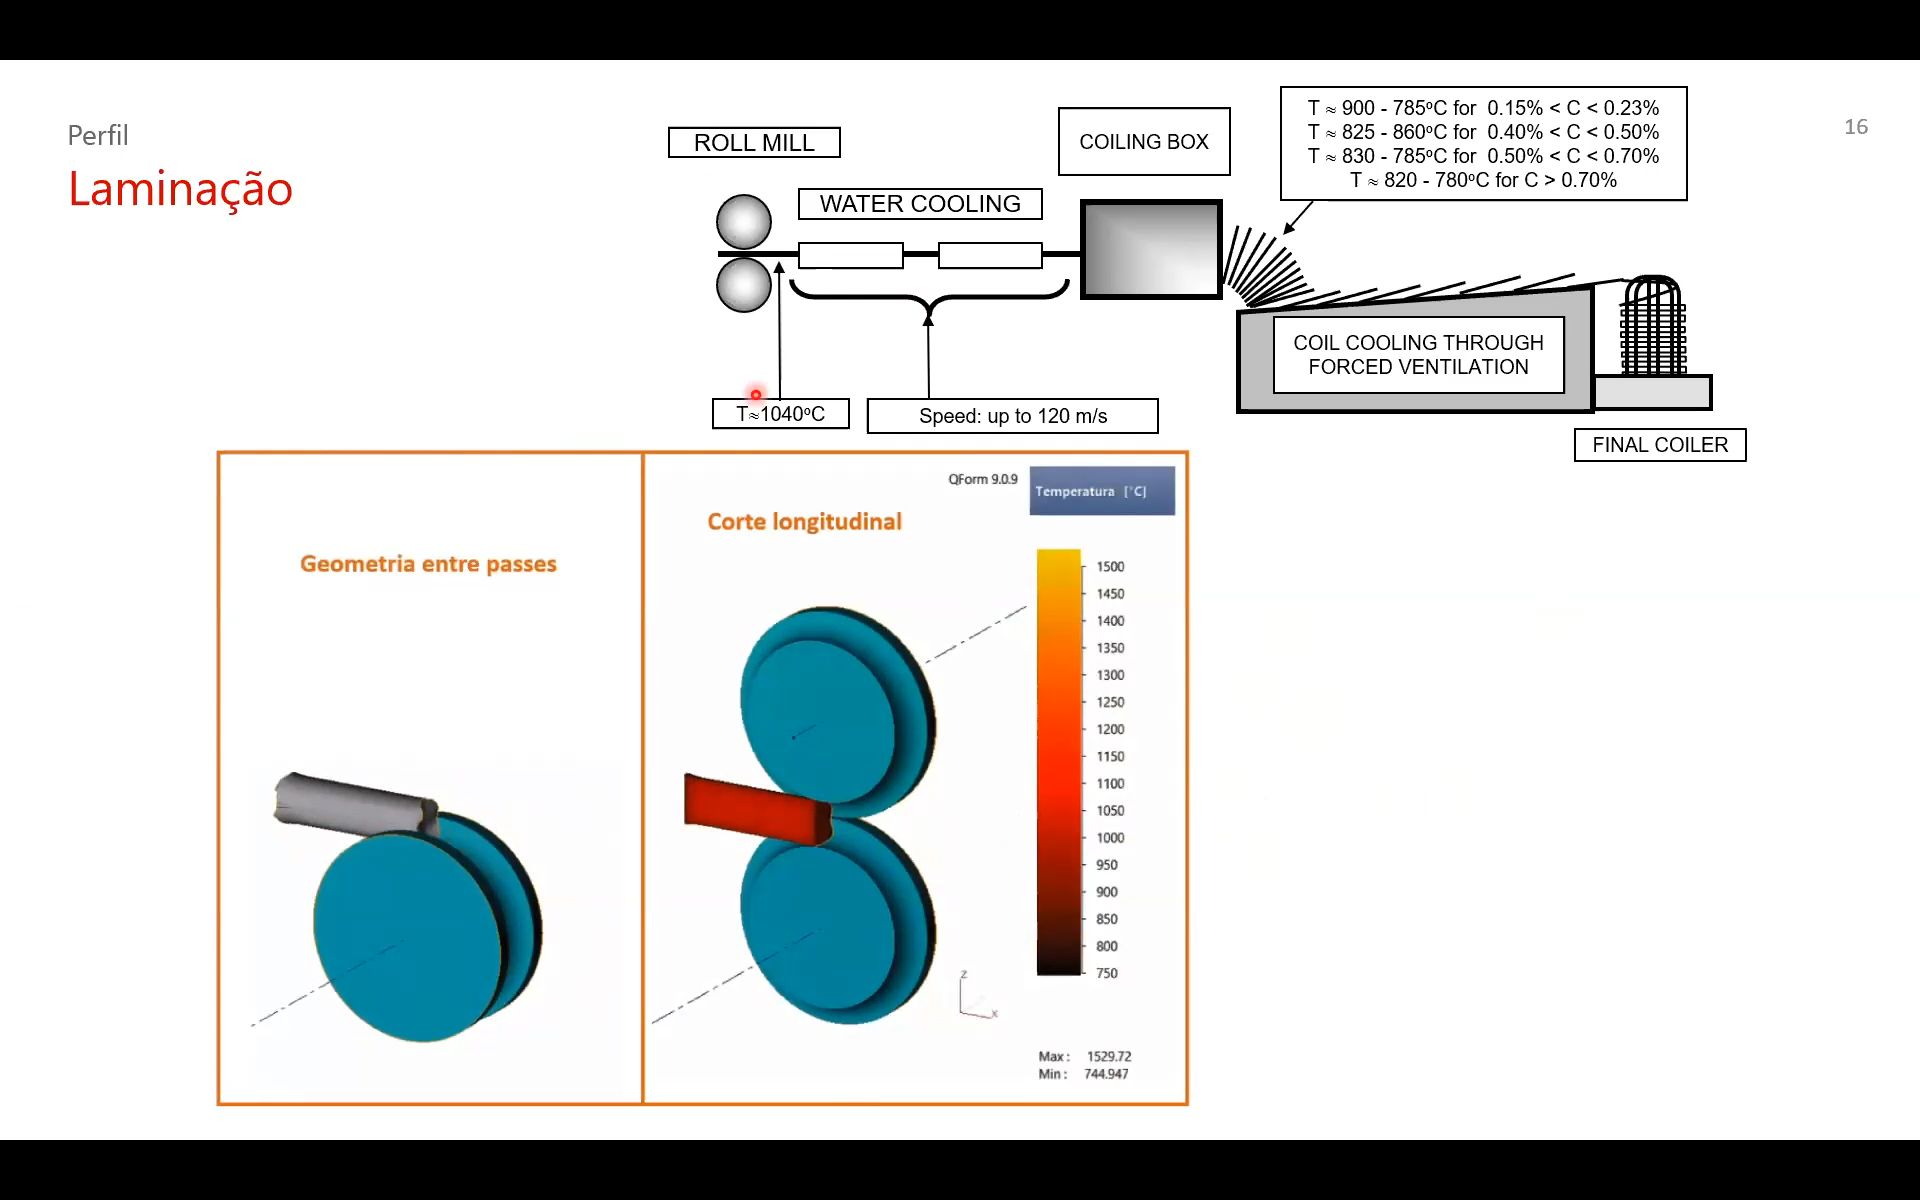 Perfil
Laminação
16
ROLL MILL
WATER COOLING
COILING BOX
T ≈ 900 - 785ºC for 0.15% < C < 0.23%
T ≈ 825 - 860ºC for 0.40% < C < 0.50%
T ≈ 830 - 785ºC for 0.50% < C < 0.70%
T ≈ 820 - 780ºC for C > 0.70%
COIL COOLING THROUGH
FORCED VENTILATION
T≈1040ºC
Speed: up to 120 m/s
FINAL COILER
Geometria entre passes
Corte longitudinal
QForm 9.0.9
Temperatura [°C]
1500
1450
1400
1350
1300
1250
1200
1150
1100
1050
1000
950
900
850
800
750
z
x
Max : 1529.72
Min : 744.947